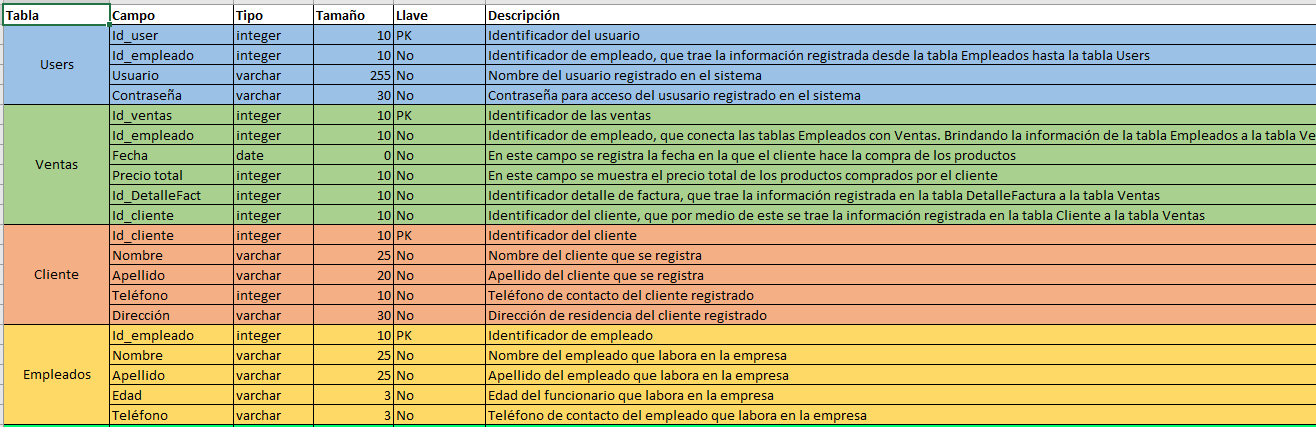 Tabla Campo Tipo Tamaño Llave Descripción
Users
Id_user integer 10 PK Identificador del usuario
Id_empleado integer 10 No Identificador de empleado, que trae la información registrada desde la tabla Empleados hasta la tabla Users
Usuario varchar 255 No Nombre del usuario registrado en el sistema
Contraseña varchar 30 No Contraseña para acceso del ususario registrado en el sistema
Ventas
Id_ventas integer 10 PK Identificador de las ventas
Id_empleado integer 10 No Identificador de empleado, que conecta las tablas Empleados con Ventas. Brindando la información de la tabla Empleados a la tabla Ve
Fecha date 0 No En este campo se registra la fecha en la que el cliente hace la compra de los productos
Precio total integer 10 No En este campo se muestra el precio total de los productos comprados por el cliente
Id_DetalleFact integer 10 No Identificador detalle de factura, que trae la información registrada en la tabla DetalleFactura a la tabla Ventas
Id_cliente integer 10 No Identificador del cliente, que por medio de este se trae la información registrada en la tabla Cliente a la tabla Ventas
Cliente
Id_cliente integer 10 PK Identificador del cliente
Nombre varchar 25 No Nombre del cliente que se registra
Apellido varchar 20 No Apellido del cliente que se registra
Teléfono integer 10 No Teléfono de contacto del cliente registrado
Dirección varchar 30 No Dirección de residencia del cliente registrado
Empleados
Id_empleado integer 10 PK Identificador de empleado
Nombre varchar 25 No Nombre del empleado que labora en la empresa
Apellido varchar 25 No Apellido del empleado que labora en la empresa
Edad varchar 3 No Edad del funcionario que labora en la empresa
Teléfono varchar 3 No Teléfono de contacto del empleado que labora en la empresa